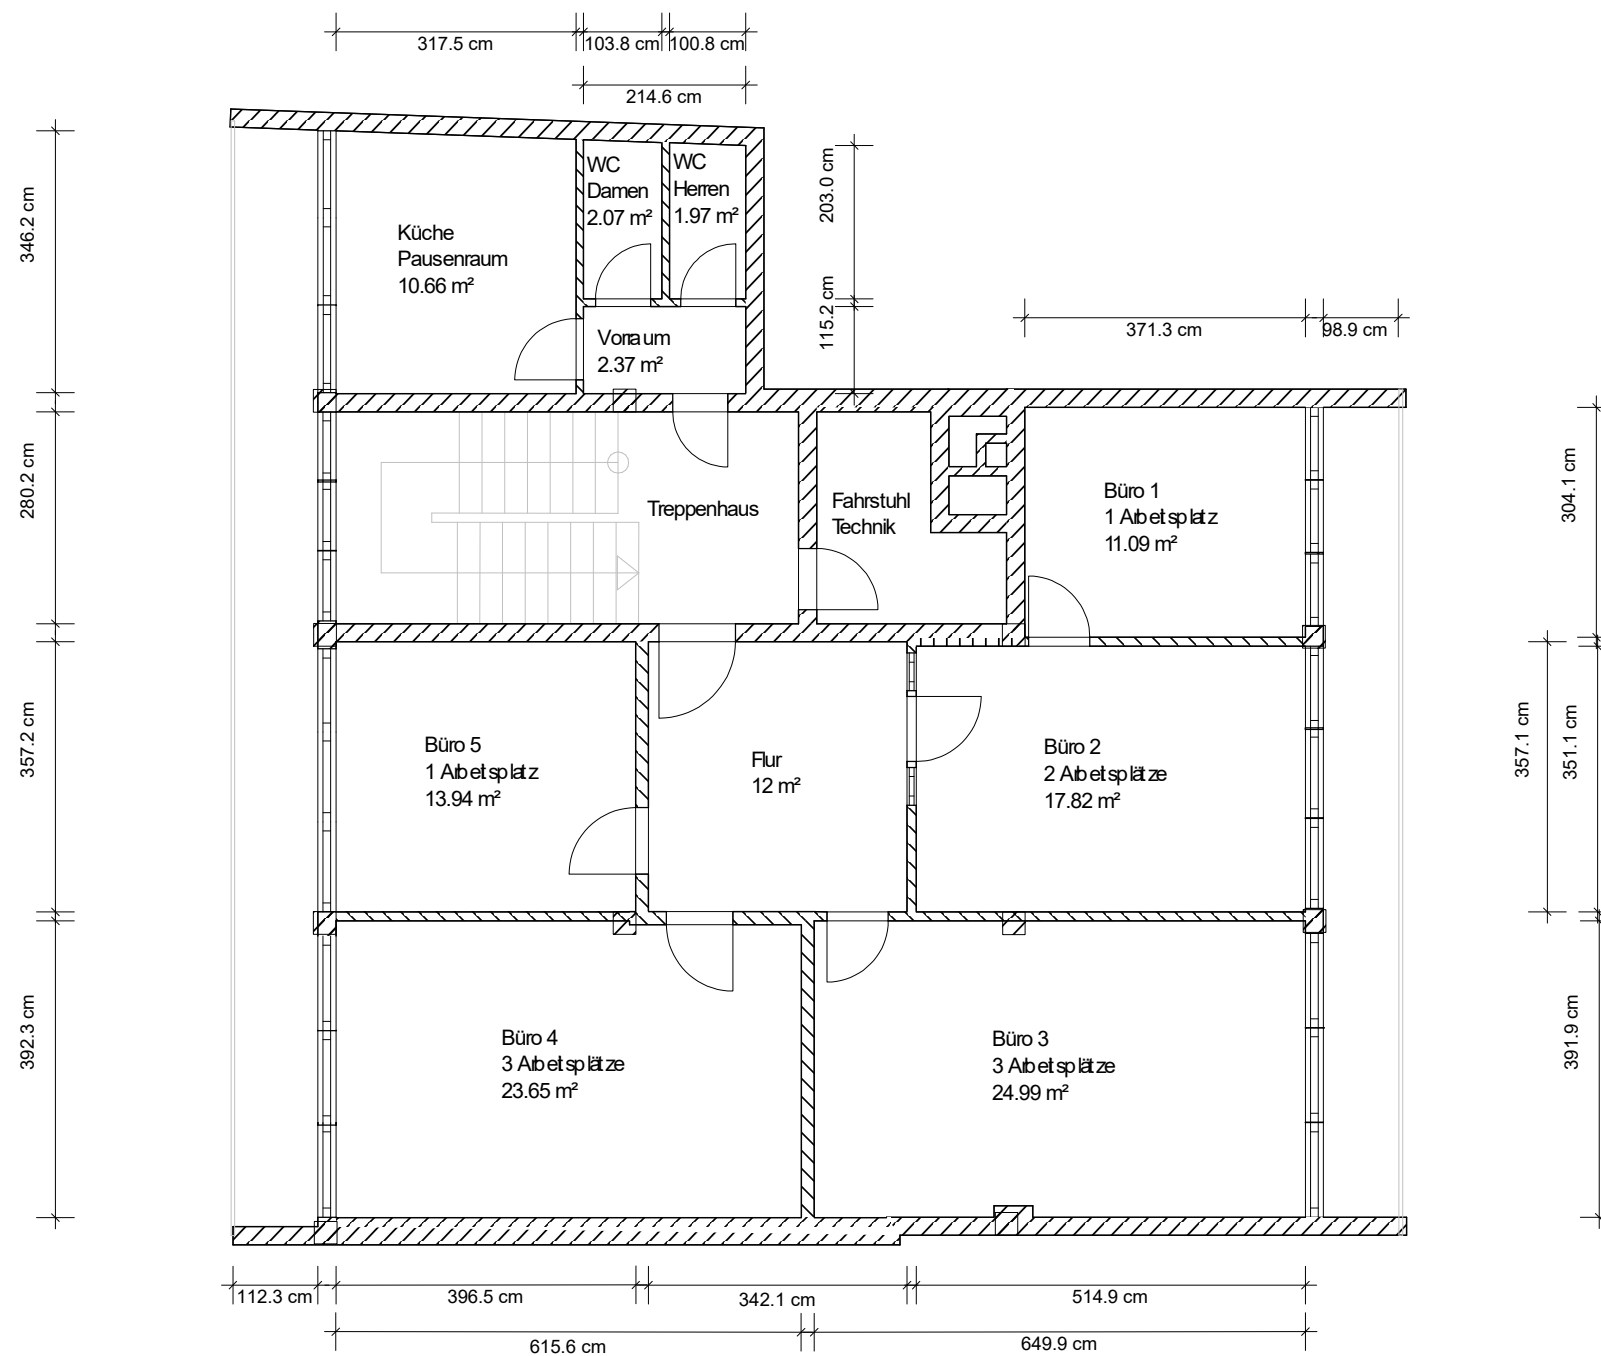 317.5 cm
103.8 cm
100.8 cm
214.6 cm
346.2 cm
280.2 cm
357.2 cm
392.3 cm
WC
Damen
2.07 m²
WC
Herren
1.97 m²
Küche
Pausenraum
10.66 m²
Vorraum
2.37 m²
203.0 cm
115.2 cm
371.3 cm
98.9 cm
Treppenhaus
Fahrstuhl
Technik
Büro 1
1 Arbeitsplatz
11.09 m²
304.1 cm
Büro 5
1 Arbeitsplatz
13.94 m²
Flur
12 m²
Büro 2
2 Arbeitsplätze
17.82 m²
357.1 cm
351.1 cm
Büro 4
3 Arbeitsplätze
23.65 m²
Büro 3
3 Arbeitsplätze
24.99 m²
391.9 cm
112.3 cm
396.5 cm
342.1 cm
514.9 cm
615.6 cm
649.9 cm